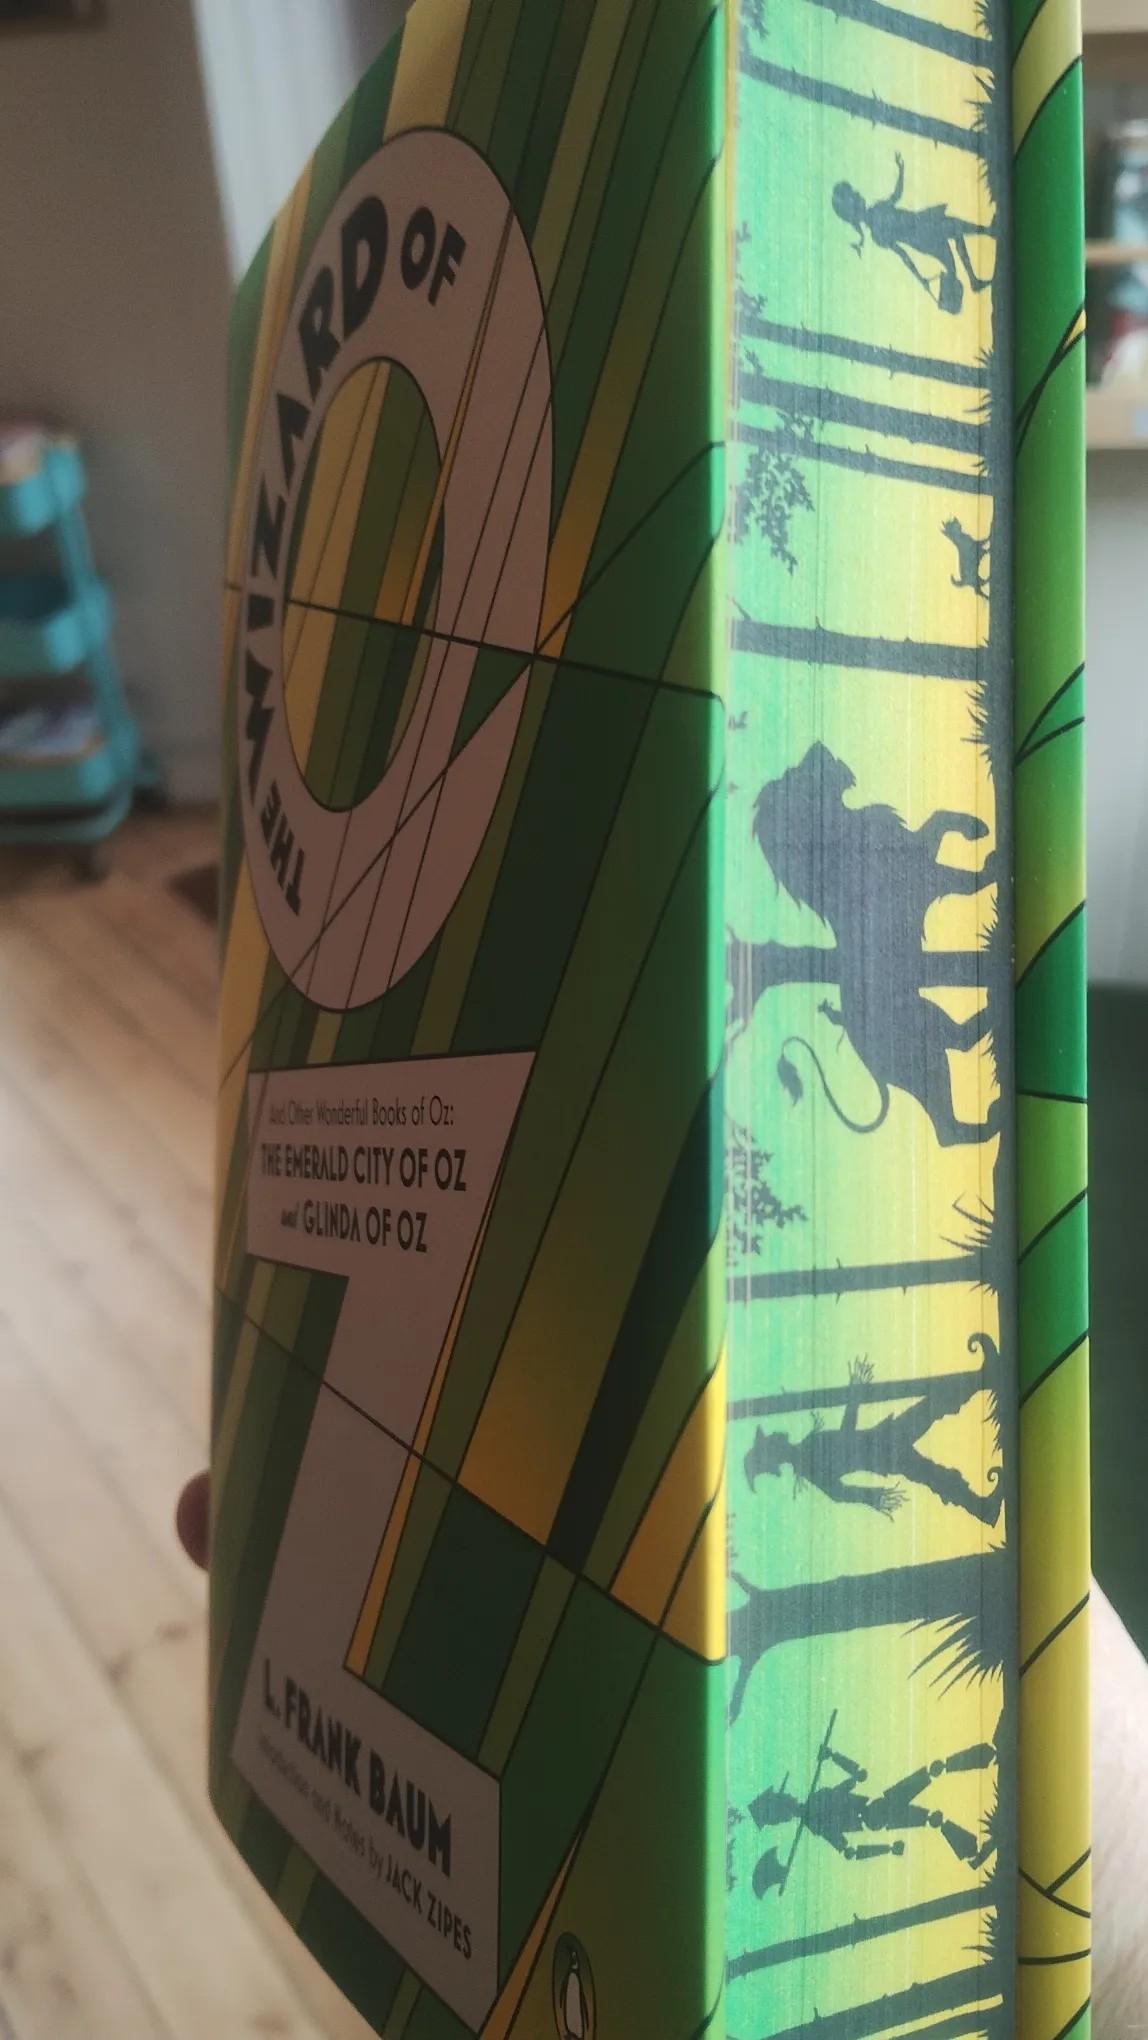 THE WIZARD OF
OZ
And Other Wonderful Books of Oz:
THE EMERALD CITY OF OZ
and GLINDA OF OZ
L. FRANK BAUM
Introduction and Notes by JACK ZIPES